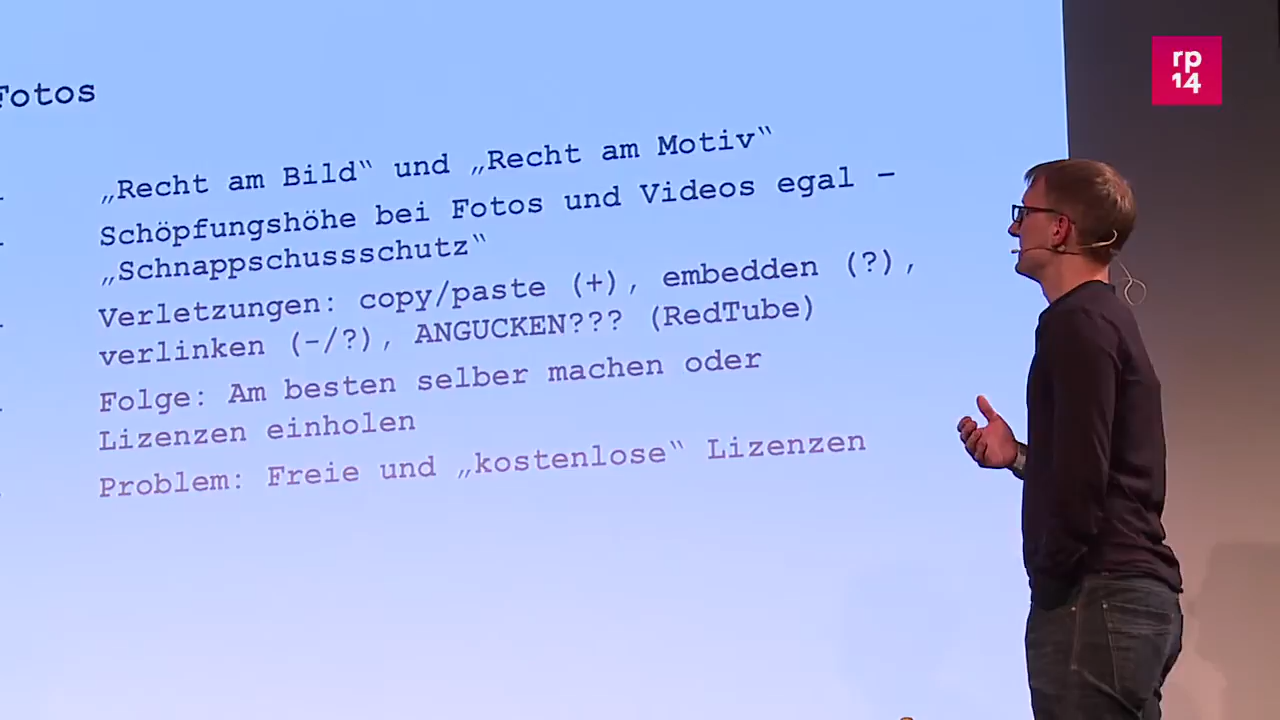 Fotos
„Recht am Bild‟ und „Recht am Motiv‟
Schöpfungshöhe bei Fotos und Videos egal –
„Schnappschussschutz‟
Verletzungen: copy/paste (+), embedden (?),
verlinken (-/?), ANGUCKEN??? (RedTube)
Folge: Am besten selber machen oder
Lizenzen einholen
Problem: Freie und „kostenlose‟ Lizenzen
rp
14